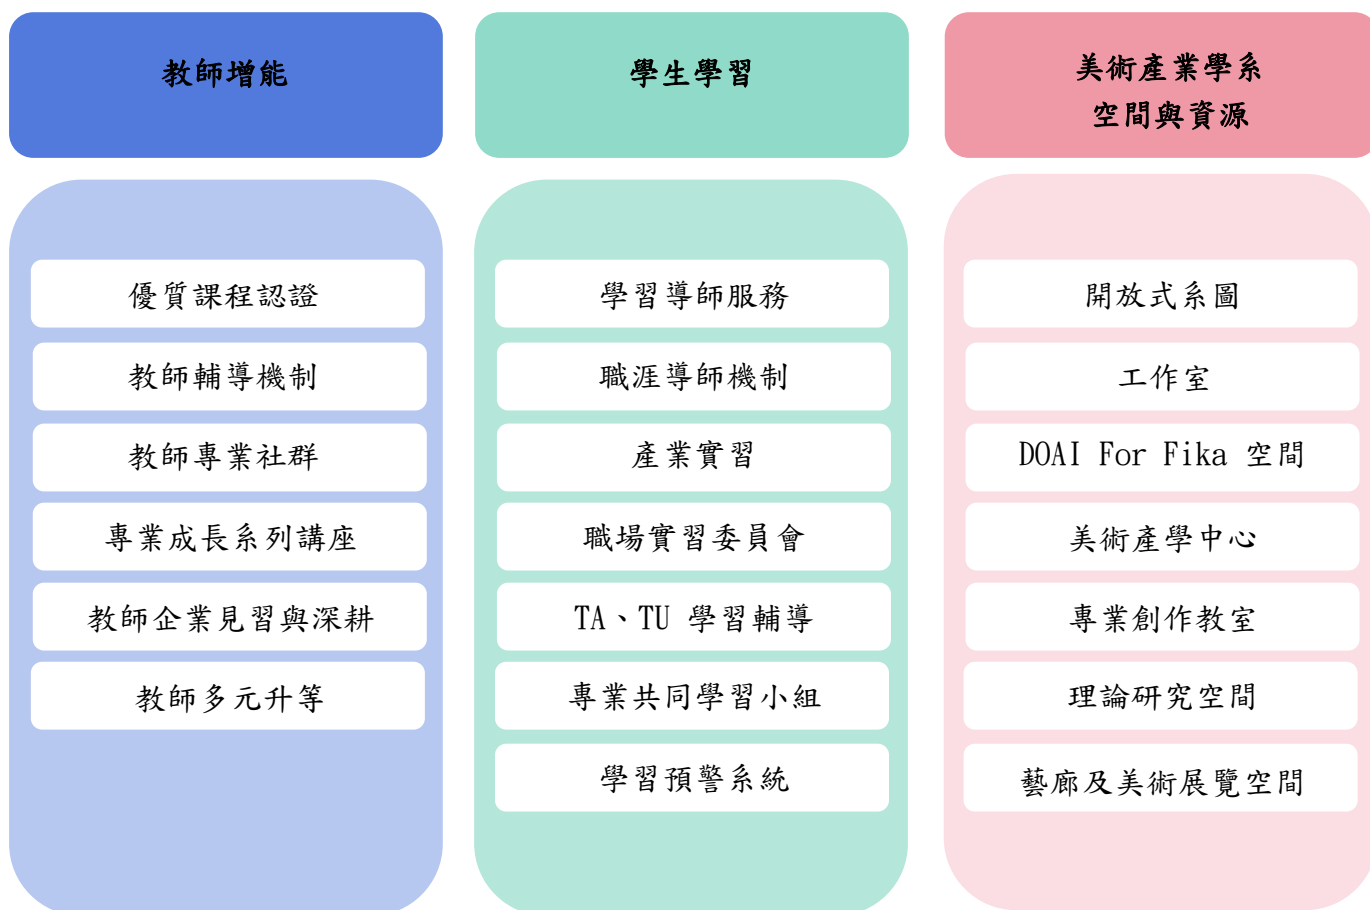 教師增能
優質課程認證
教師輔導機制
教師專業社群
專業成長系列講座
教師企業見習與深耕
教師多元升等
學生學習
學習導師服務
職涯導師機制
產業實習
職場實習委員會
TA、TU 學習輔導
專業共同學習小組
學習預警系統
美術產業學系
空間與資源
開放式系圖
工作室
DOAI For Fika 空間
美術產學中心
專業創作教室
理論研究空間
藝廊及美術展覽空間